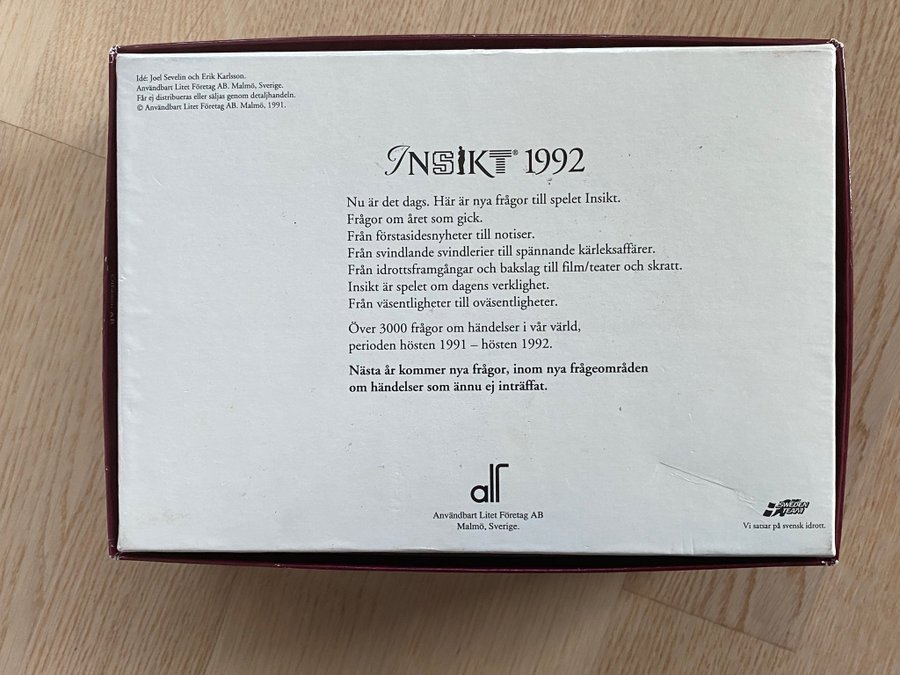 Idé: Joel Sevelin och Erik Karlsson.
Användbart Litet Företag AB. Malmö, Sverige.
Får ej distribueras eller säljas genom detaljhandeln.
© Användbart Litet Företag AB. Malmö, 1991.
INSIKT® 1992
Nu är det dags. Här är nya frågor till spelet Insikt.
Frågor om året som gick.
Från förstasidesnyheter till notiser.
Från svindlande svindlerier till spännande kärleksaffärer.
Från idrottsframgångar och bakslag till film/teater och skratt.
Insikt är spelet om dagens verklighet.
Från väsentligheter till oväsentligheter.
Över 3000 frågor om händelser i vår värld,
perioden hösten 1991 – hösten 1992.
Nästa år kommer nya frågor, inom nya frågeområden
om händelser som ännu ej inträffat.
alf
Användbart Litet Företag AB
Malmö, Sverige.
SWEDEN
TEAM
Vi satsar på svensk idrott.